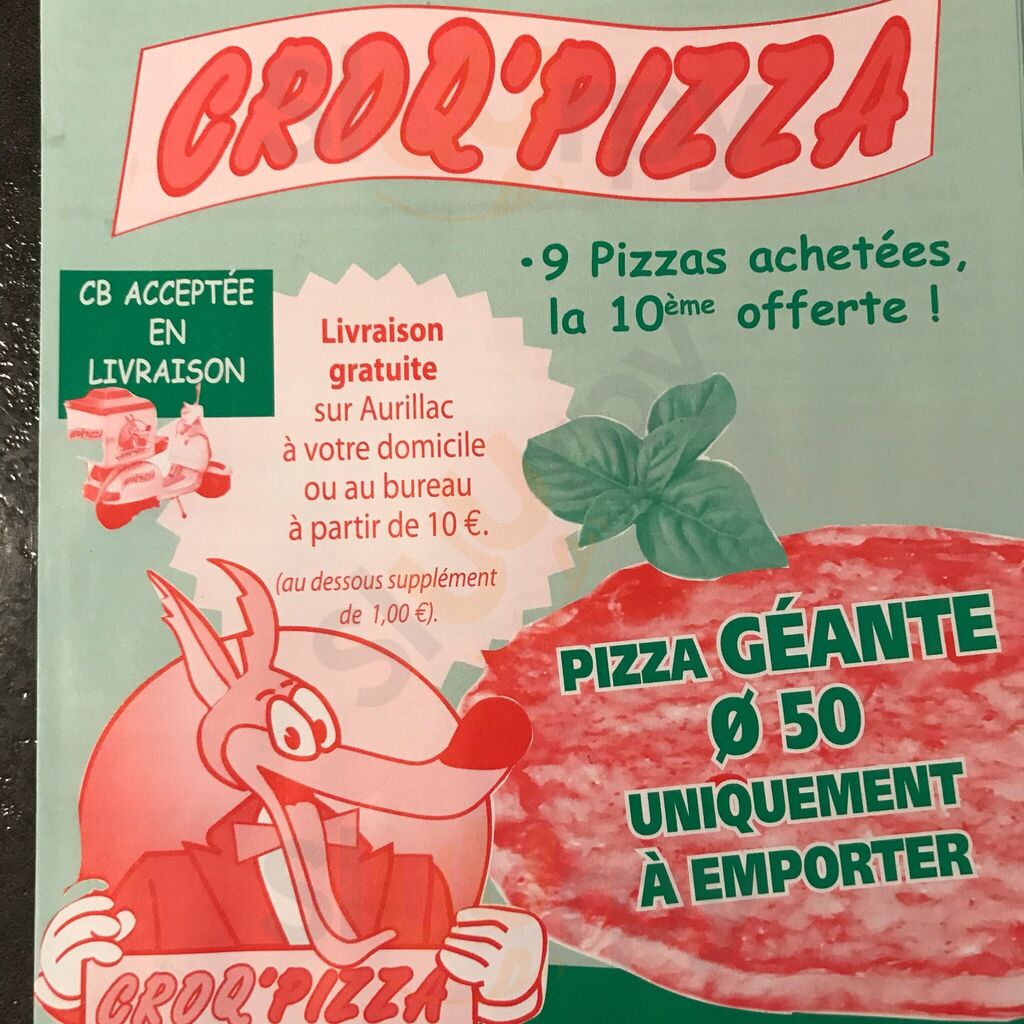 CROQ'PIZZA
• 9 Pizzas achetées,
la 10ème offerte !
CB ACCEPTÉE
EN
LIVRAISON
Livraison
gratuite
sur Aurillac
à votre domicile
ou au bureau
à partir de 10 €.
(au dessous supplément
de 1,00 €).
PIZZA GÉANTE
Ø 50
UNIQUEMENT
À EMPORTER
CROQ'PIZZA